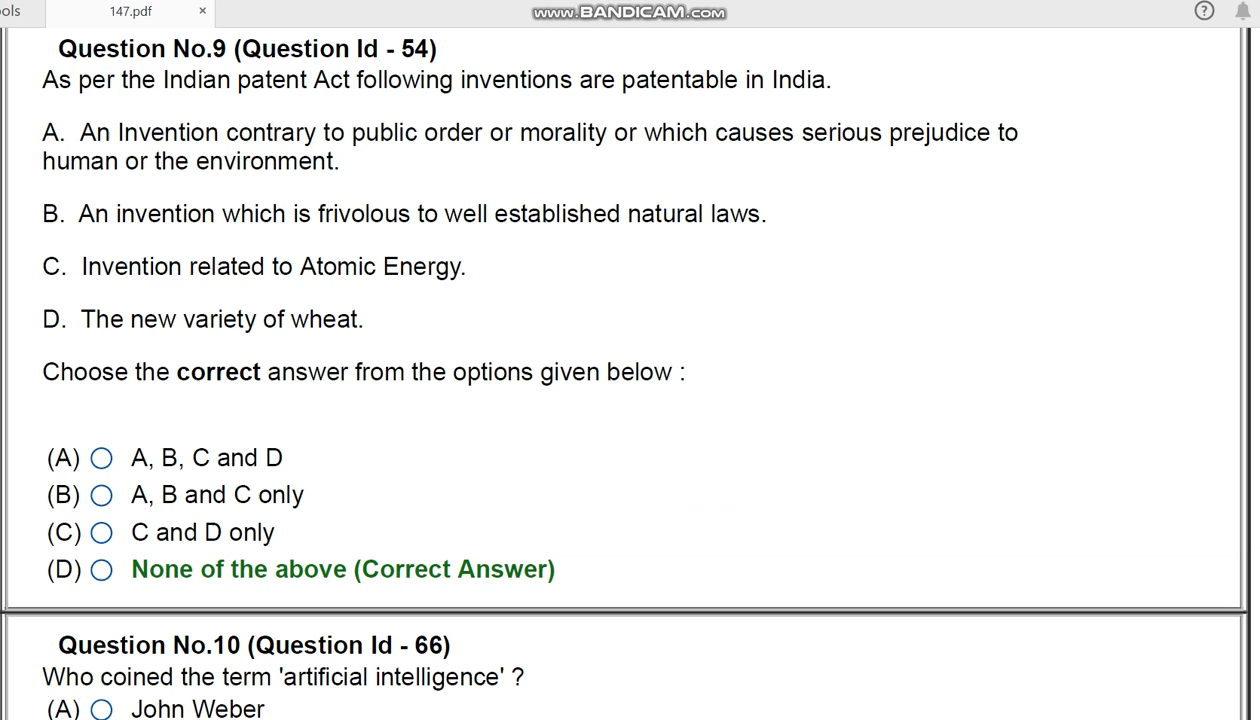 ols 147.pdf × www.BANDICAM.com ?
Question No.9 (Question Id - 54)
As per the Indian patent Act following inventions are patentable in India.
A. An Invention contrary to public order or morality or which causes serious prejudice to
human or the environment.
B. An invention which is frivolous to well established natural laws.
C. Invention related to Atomic Energy.
D. The new variety of wheat.
Choose the correct answer from the options given below :
(A) A, B, C and D
(B) A, B and C only
(C) C and D only
(D) None of the above (Correct Answer)
Question No.10 (Question Id - 66)
Who coined the term 'artificial intelligence' ?
(A) John Weber